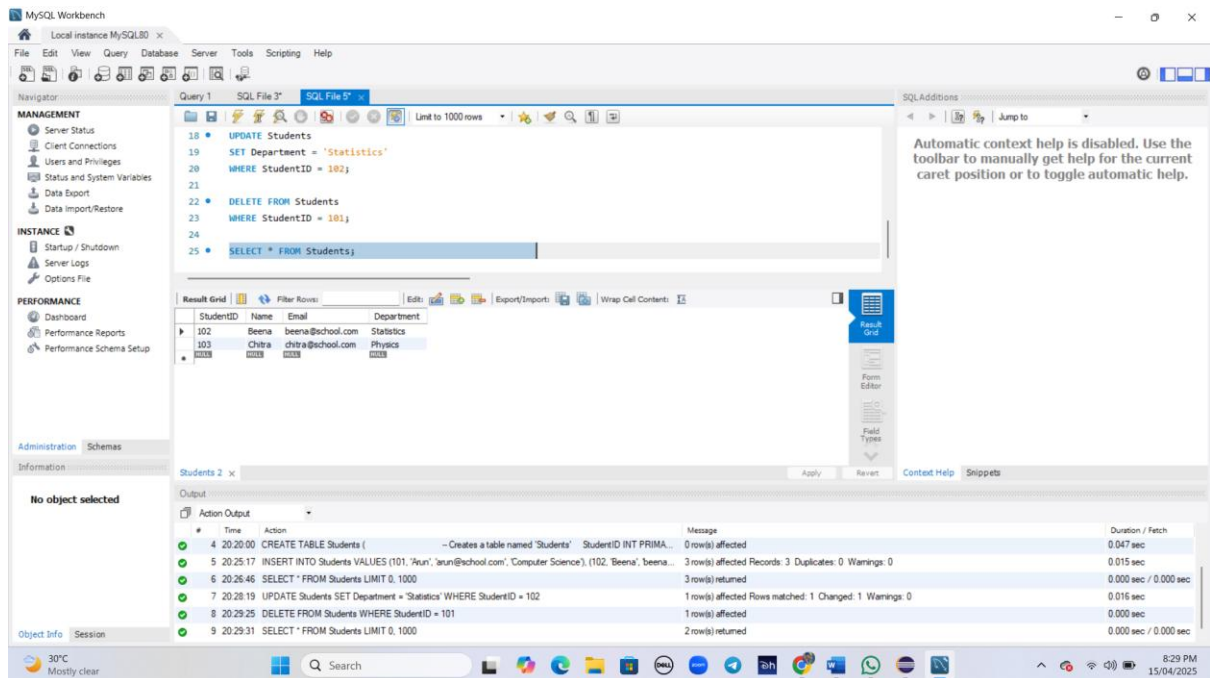 MySQL Workbench
Local instance MySQL80 ×
File Edit View Query Database Server Tools Scripting Help
Navigator
MANAGEMENT
Server Status
Client Connections
Users and Privileges
Status and System Variables
Data Export
Data Import/Restore
INSTANCE
Startup / Shutdown
Server Logs
Options File
PERFORMANCE
Dashboard
Performance Reports
Performance Schema Setup
Administration Schemas
Information
No object selected
Object Info Session
Query 1 SQL File 3* SQL File 5* ×
Limit to 1000 rows
18 UPDATE Students
19 SET Department = 'Statistics'
20 WHERE StudentID = 102;
21
22 DELETE FROM Students
23 WHERE StudentID = 101;
24
25 SELECT * FROM Students;
Result Grid Filter Rows: Edit: Export/Import: Wrap Cell Content:
StudentID Name Email Department
102 Beena beena@school.com Statistics
103 Chitra chitra@school.com Physics
NULL NULL NULL NULL
Result Grid
Form Editor
Field Types
Students 2 × Apply Revert
SQLAdditions
Jump to
Automatic context help is disabled. Use the
toolbar to manually get help for the current
caret position or to toggle automatic help.
Context Help Snippets
Output
Action Output
# Time Action Message Duration / Fetch
4 20:20:00 CREATE TABLE Students ( -- Creates a table named 'Students' StudentID INT PRIMA... 0 row(s) affected 0.047 sec
5 20:25:17 INSERT INTO Students VALUES (101, 'Arun', 'arun@school.com', 'Computer Science'), (102, 'Beena', 'beena... 3 row(s) affected Records: 3 Duplicates: 0 Warnings: 0 0.015 sec
6 20:26:46 SELECT * FROM Students LIMIT 0, 1000 3 row(s) returned 0.000 sec / 0.000 sec
7 20:28:19 UPDATE Students SET Department = 'Statistics' WHERE StudentID = 102 1 row(s) affected Rows matched: 1 Changed: 1 Warnings: 0 0.016 sec
8 20:29:25 DELETE FROM Students WHERE StudentID = 101 1 row(s) affected 0.000 sec
9 20:29:31 SELECT * FROM Students LIMIT 0, 1000 2 row(s) returned 0.000 sec / 0.000 sec
30°C
Mostly clear
Search
DELL
zoom
8:29 PM
15/04/2025